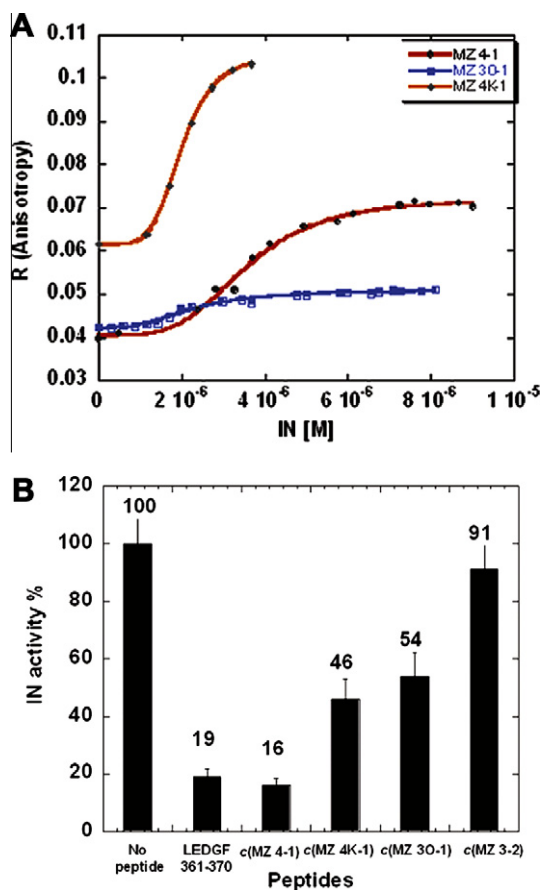 A
0.11
0.1
0.09
0.08
0.07
0.06
0.05
0.04
0.03
R (Anisotropy)
MZ 4-1
MZ 3O-1
MZ 4K-1
0 2 10-6 4 10-6 6 10-6 8 10-6 1 10-5
IN [M]
B
120
100
80
60
40
20
0
IN activity %
100
19
16
46
54
91
No peptide
LEDGF 361-370
c(MZ 4-1)
c(MZ 4K-1)
c(MZ 3O-1)
c(MZ 3-2)
Peptides